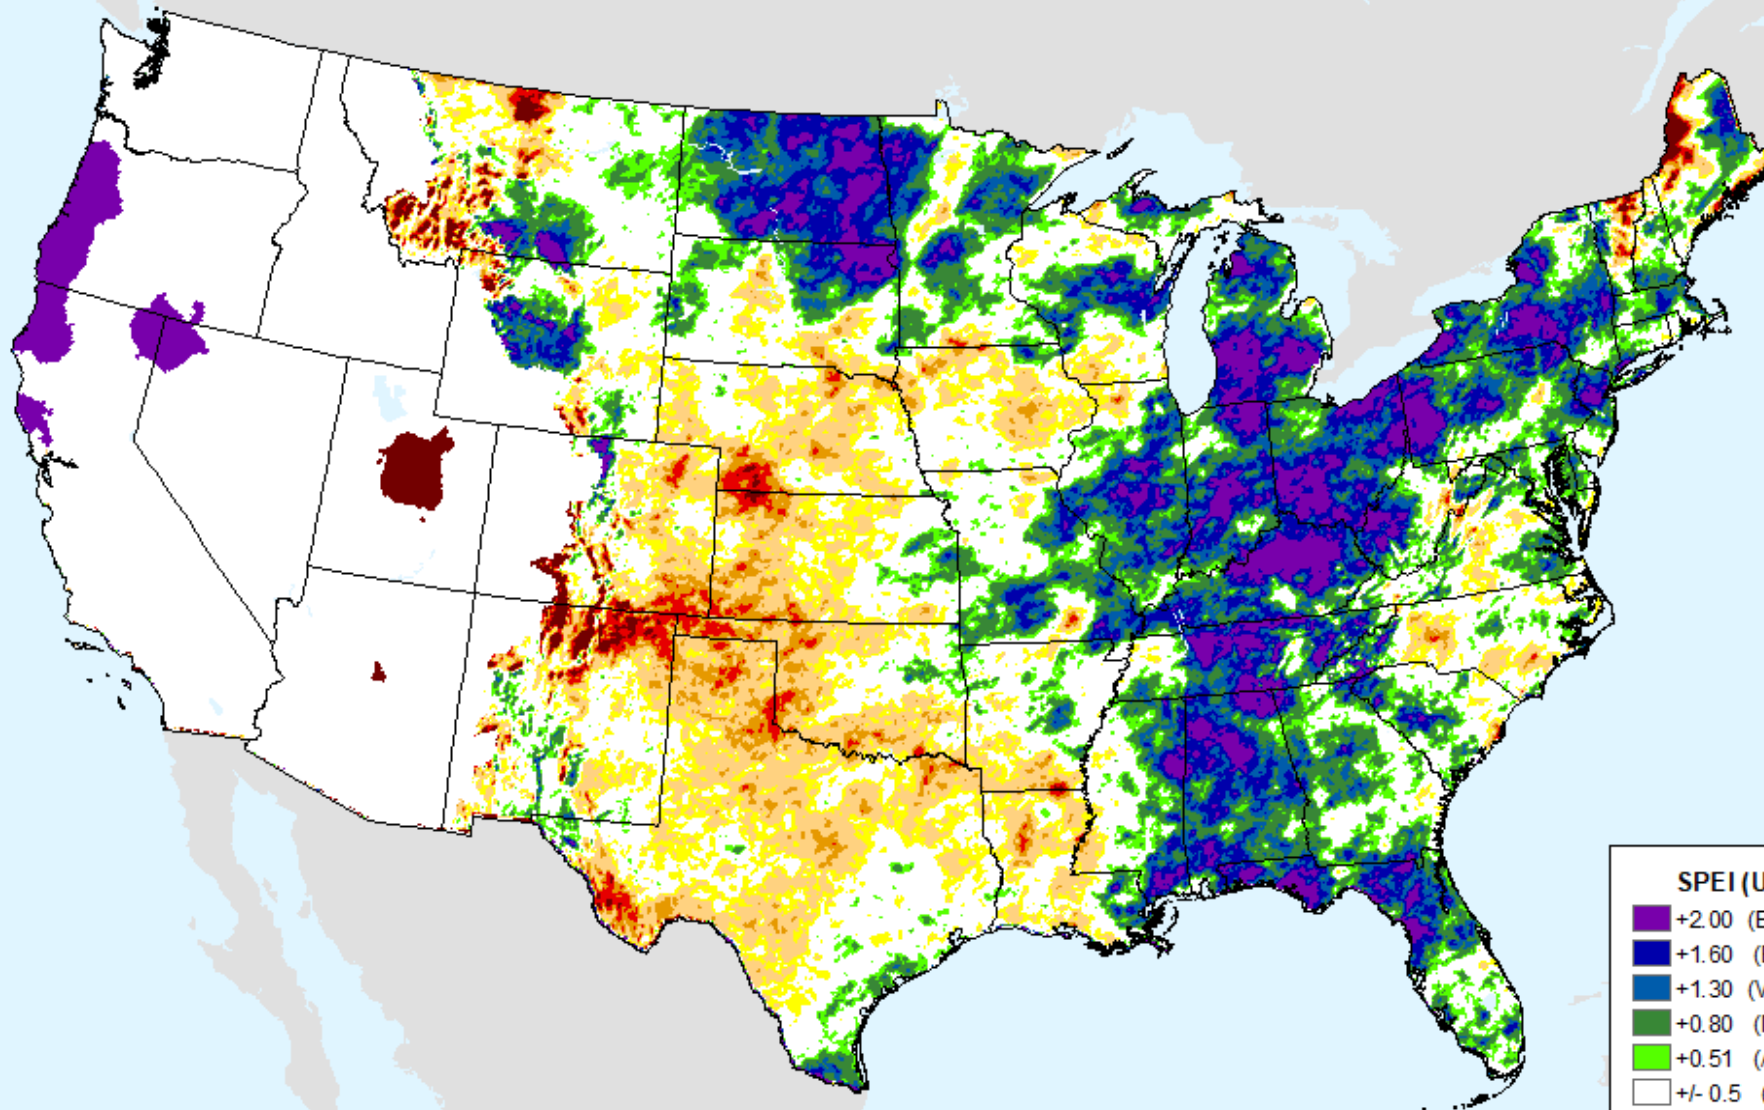 SPEI (U
+2.00 (E
+1.60 (
+1.30 (V
+0.80 (
+0.51 (
+/- 0.5 (